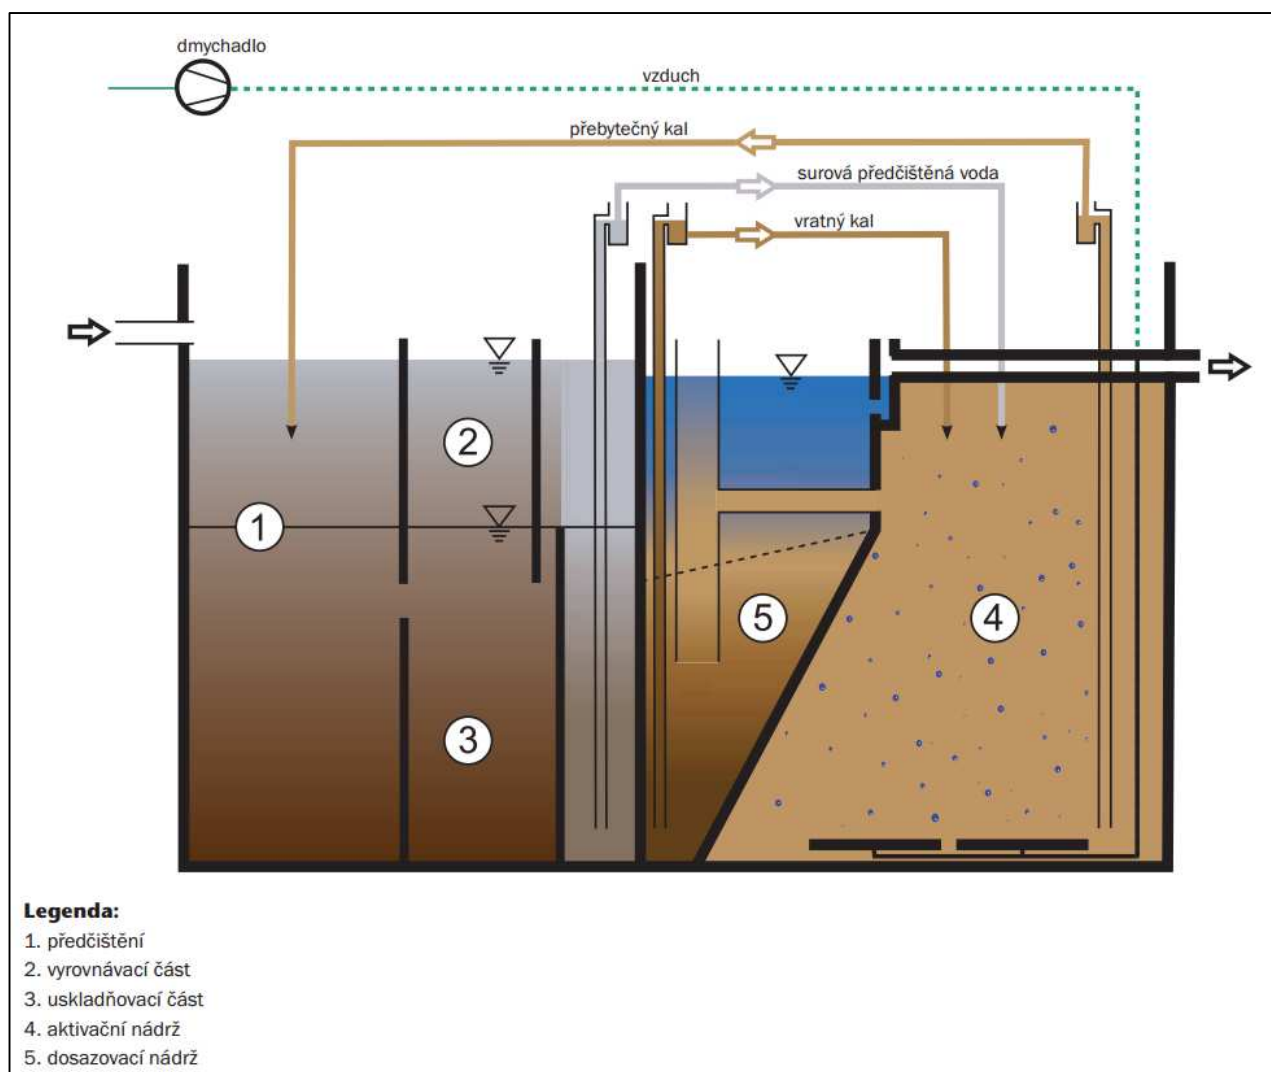 dmychadlo
vzduch
přebytečný kal
surová předčištěná voda
vratný kal
2
1
5
4
3
Legenda:
1. předčištění
2. vyrovnávací část
3. uskladňovací část
4. aktivační nádrž
5. dosazovací nádrž